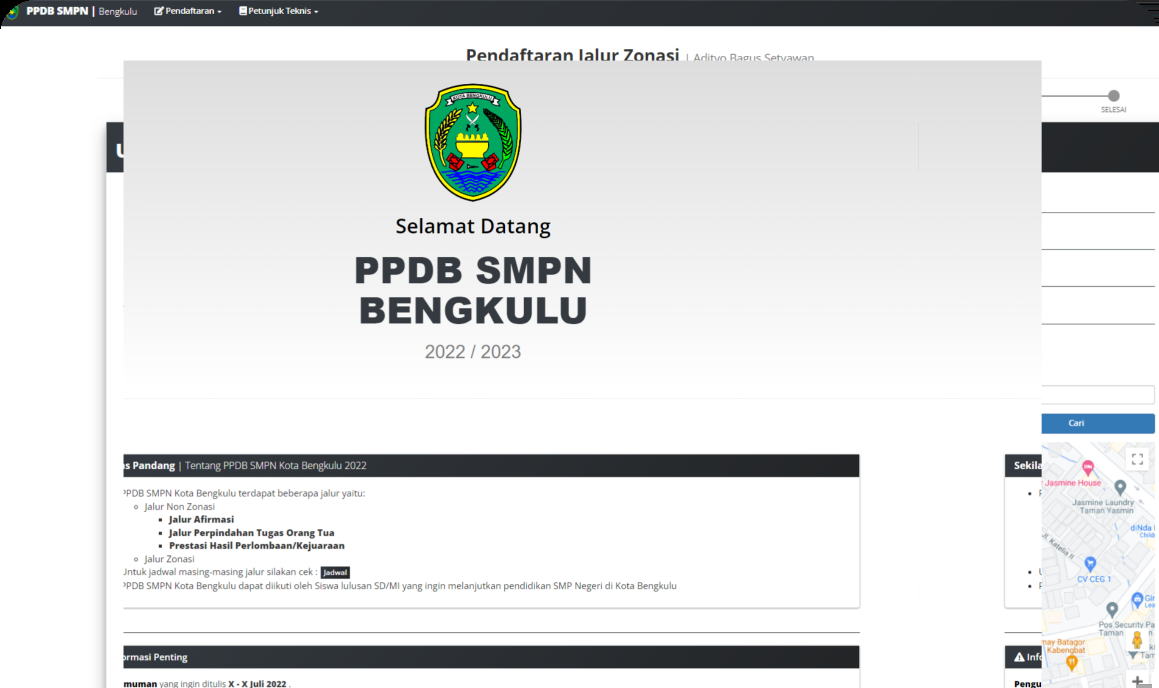 PPDB SMPN | Bengkulu Pendaftaran Petunjuk Teknis
Pendaftaran Jalur Zonasi | Adityo Bagus Setyawan
SELESAI
KOTA BENGKULU
Selamat Datang
PPDB SMPN
BENGKULU
2022 / 2023
Cari
s Pandang | Tentang PPDB SMPN Kota Bengkulu 2022
PPDB SMPN Kota Bengkulu terdapat beberapa jalur yaitu:
Jalur Non Zonasi
Jalur Afirmasi
Jalur Perpindahan Tugas Orang Tua
Prestasi Hasil Perlombaan/Kejuaraan
Jalur Zonasi
Untuk jadwal masing-masing jalur silakan cek : Jadwal
PPDB SMPN Kota Bengkulu dapat diikuti oleh Siswa lulusan SD/MI yang ingin melanjutkan pendidikan SMP Negeri di Kota Bengkulu
Sekila
Jasmine House
Jasmine Laundry
Taman Yasmin
diNda
Child
Jl. Katelia II
CV CEG 1
Gir
Lea
Pos Security Pa
Taman
may Batagor
Kabengbat
Tam
ormasi Penting
muman yang ingin ditulis X - X Juli 2022 .
Info
Pengu